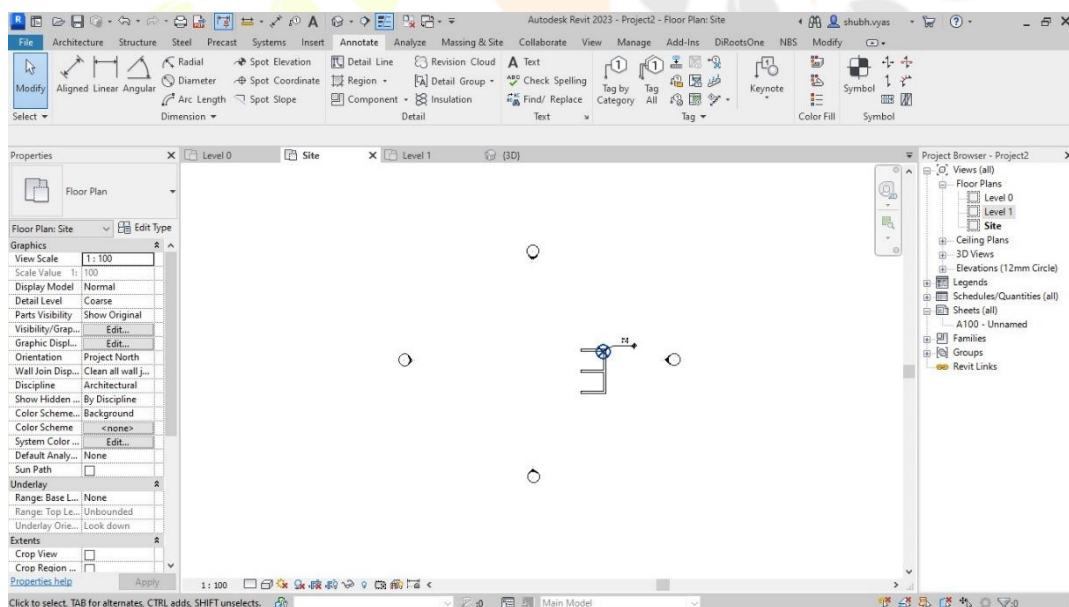 Autodesk Revit 2023 - Project2 - Floor Plan: Site
shubh.vyas
File Architecture Structure Steel Precast Systems Insert Annotate Analyze Massing & Site Collaborate View Manage Add-Ins DiRootsOne NBS Modify
Modify
Select
Aligned Linear Angular
Radial
Diameter
Arc Length
Spot Elevation
Spot Coordinate
Spot Slope
Dimension
Detail Line
Region
Component
Revision Cloud
Detail Group
Insulation
Detail
A Text
Check Spelling
Find/ Replace
Text
Tag by Category
Tag All
Tag
Keynote
Color Fill
Symbol
Symbol
Properties
Level 0
Site
Level 1
{3D}
Floor Plan
Floor Plan: Site
Edit Type
Graphics
View Scale 1 : 100
Scale Value 1: 100
Display Model Normal
Detail Level Coarse
Parts Visibility Show Original
Visibility/Grap... Edit...
Graphic Displ... Edit...
Orientation Project North
Wall Join Disp... Clean all wall j...
Discipline Architectural
Show Hidden ... By Discipline
Color Scheme... Background
Color Scheme <none>
System Color ... Edit...
Default Analy... None
Sun Path
Underlay
Range: Base L... None
Range: Top Le... Unbounded
Underlay Orie... Look down
Extents
Crop View
Crop Region ...
Properties help
Apply
1 : 100
Click to select, TAB for alternates, CTRL adds, SHIFT unselects.
:0
Main Model
Project Browser - Project2
Views (all)
Floor Plans
Level 0
Level 1
Site
Ceiling Plans
3D Views
Elevations (12mm Circle)
Legends
Schedules/Quantities (all)
Sheets (all)
A100 - Unnamed
Families
Groups
Revit Links